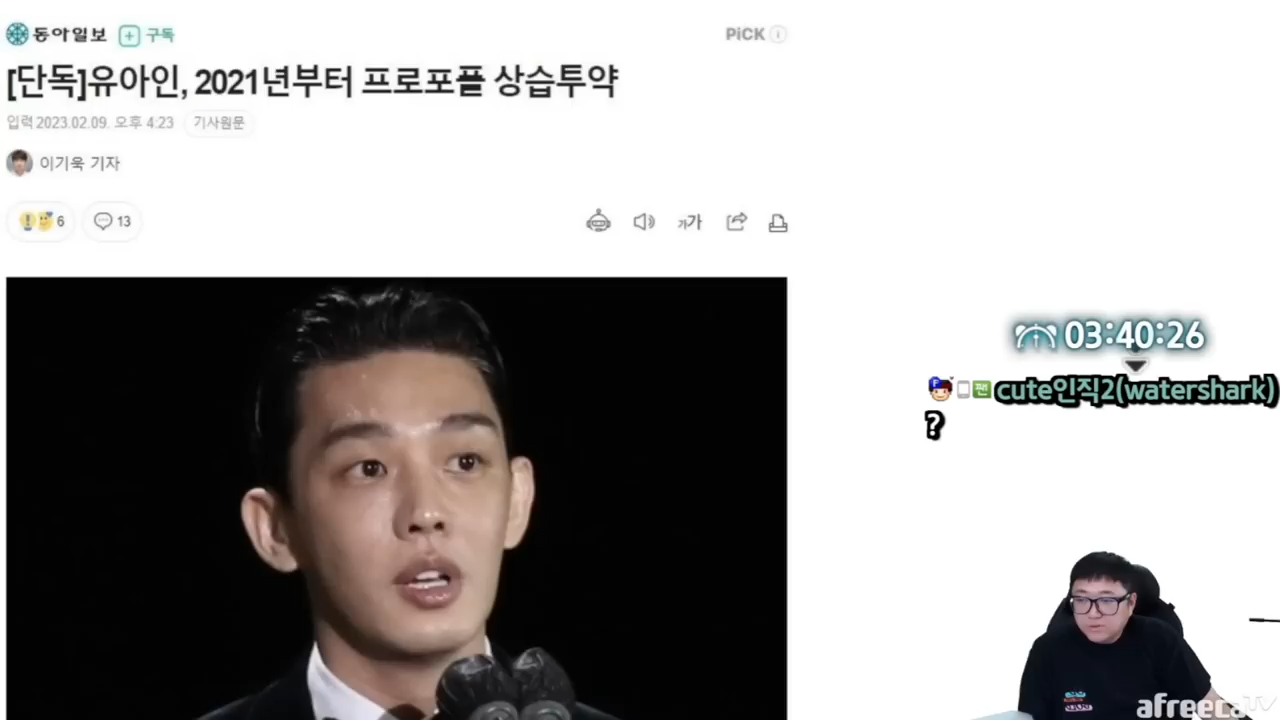 동아일보 + 구독
PiCK i
[단독]유아인, 2021년부터 프로포폴 상습투약
입력 2023.02.09. 오후 4:23 기사원문
이기욱 기자
6 13
가가
03:40:26
F 팬 cute인직2(watershark)
?
afreecaTV